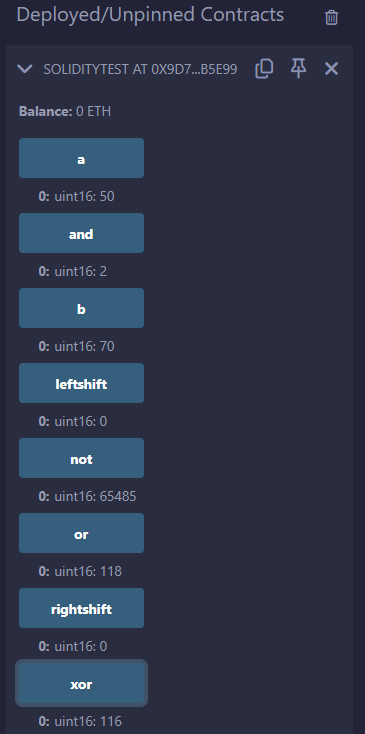 Deployed/Unpinned Contracts
SOLIDITYTEST AT 0X9D7...B5E99
Balance: 0 ETH
a
0: uint16: 50
and
0: uint16: 2
b
0: uint16: 70
leftshift
0: uint16: 0
not
0: uint16: 65485
or
0: uint16: 118
rightshift
0: uint16: 0
xor
0: uint16: 116